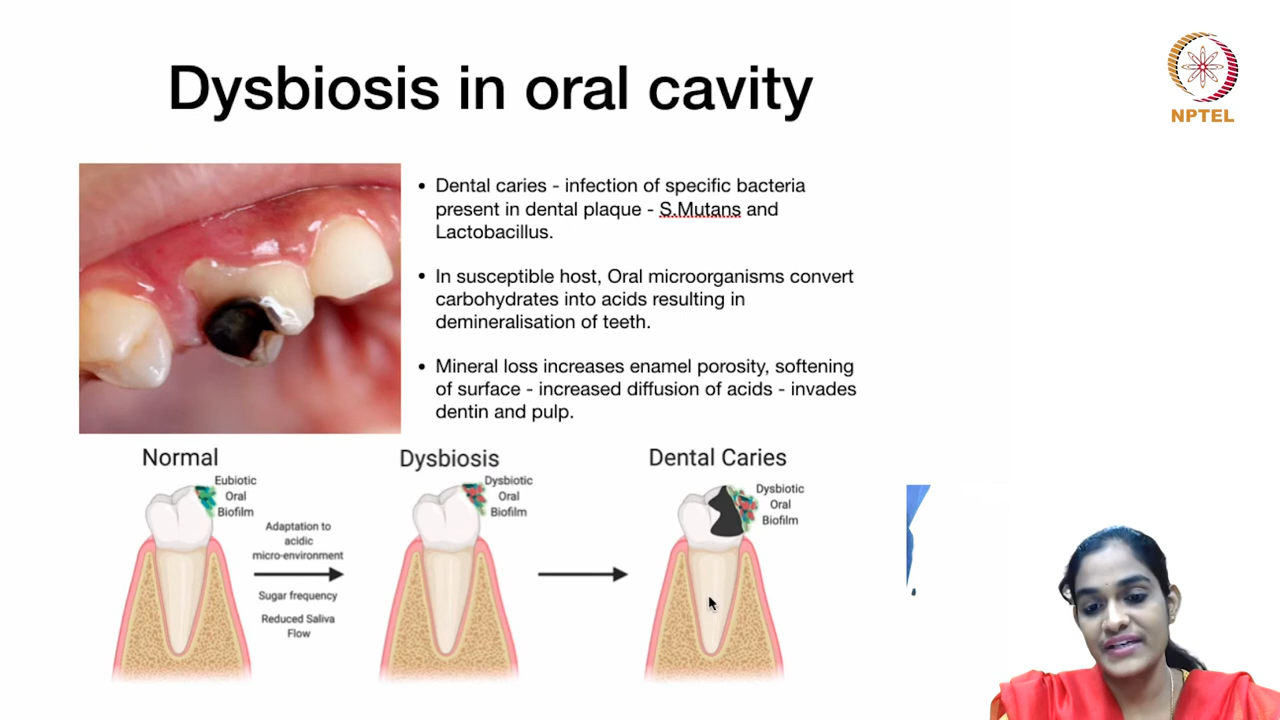 Dysbiosis in oral cavity
NPTEL
• Dental caries - infection of specific bacteria
present in dental plaque - S.Mutans and
Lactobacillus.
• In susceptible host, Oral microorganisms convert
carbohydrates into acids resulting in
demineralisation of teeth.
• Mineral loss increases enamel porosity, softening
of surface - increased diffusion of acids - invades
dentin and pulp.
Normal
Eubiotic
Oral
Biofilm
Adaptation to
acidic
micro-environment
Sugar frequency
Reduced Saliva
Flow
Dysbiosis
Dysbiotic
Oral
Biofilm
Dental Caries
Dysbiotic
Oral
Biofilm